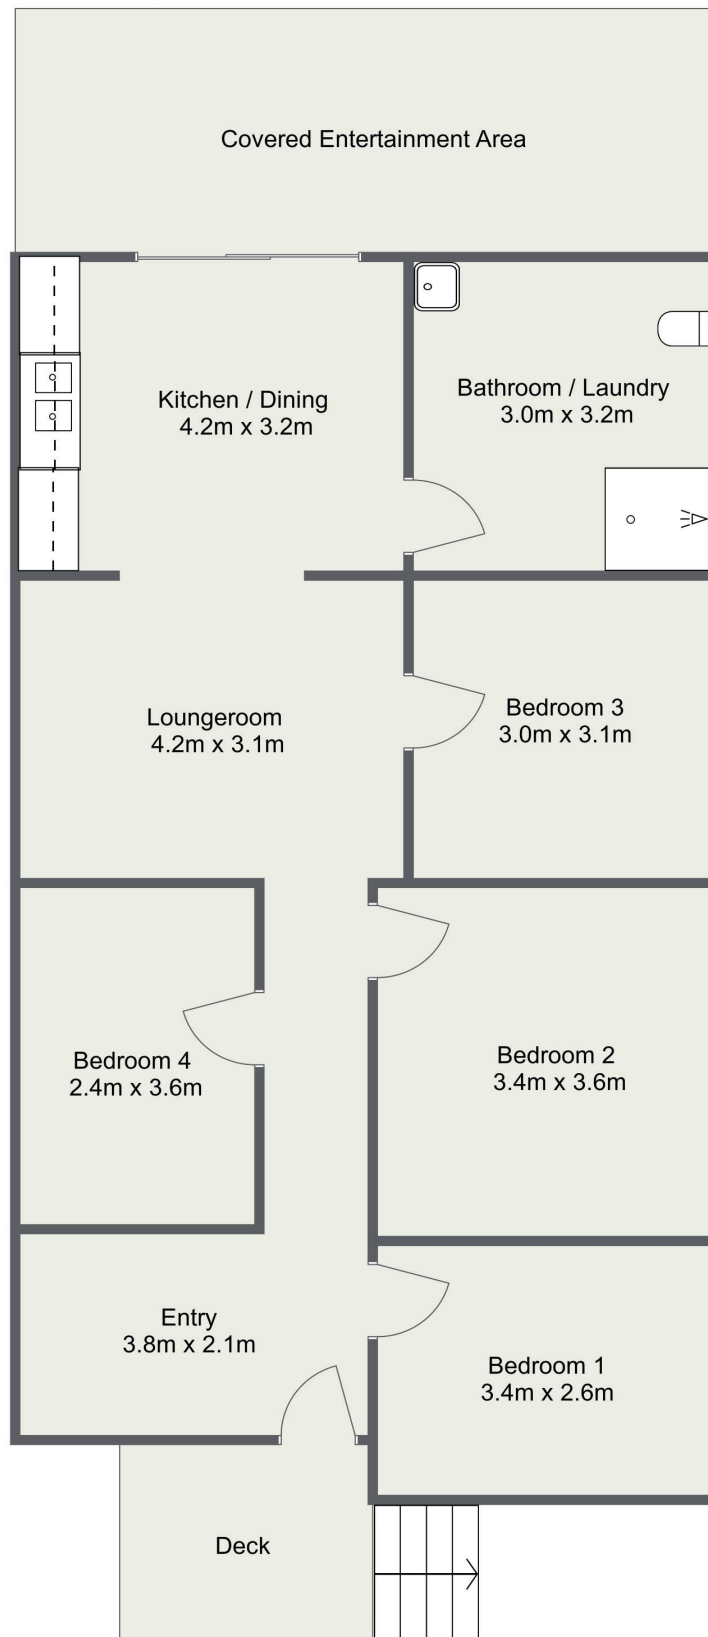 Covered Entertainment Area
Kitchen / Dining
4.2m x 3.2m
Bathroom / Laundry
3.0m x 3.2m
Loungeroom
4.2m x 3.1m
Bedroom 3
3.0m x 3.1m
Bedroom 4
2.4m x 3.6m
Bedroom 2
3.4m x 3.6m
Entry
3.8m x 2.1m
Bedroom 1
3.4m x 2.6m
Deck